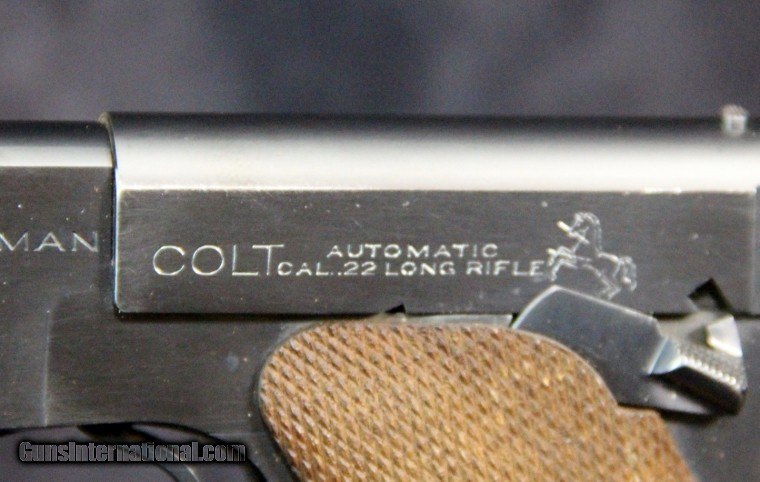 MAN
COLT
AUTOMATIC
CAL..22 LONG RIFLE
GunsInternational.com